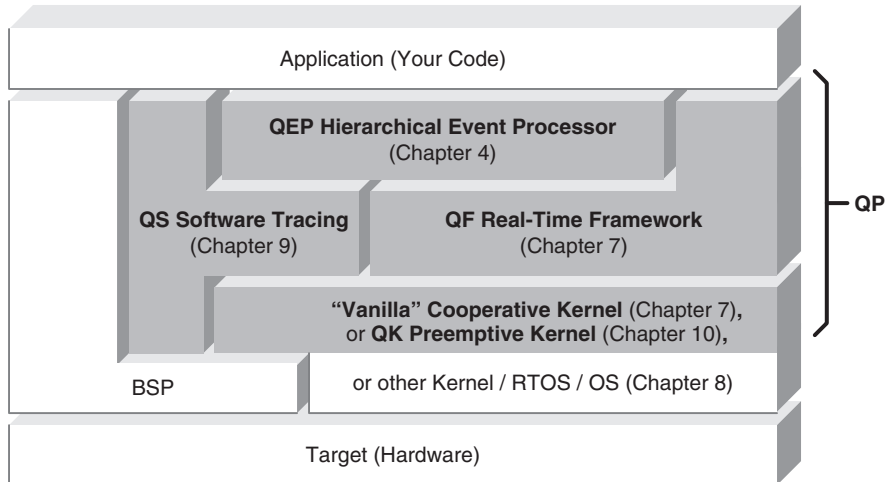 Application (Your Code)
QEP Hierarchical Event Processor
(Chapter 4)
QS Software Tracing
(Chapter 9)
QF Real-Time Framework
(Chapter 7)
QP
“Vanilla” Cooperative Kernel (Chapter 7),
or QK Preemptive Kernel (Chapter 10),
BSP
or other Kernel / RTOS / OS (Chapter 8)
Target (Hardware)